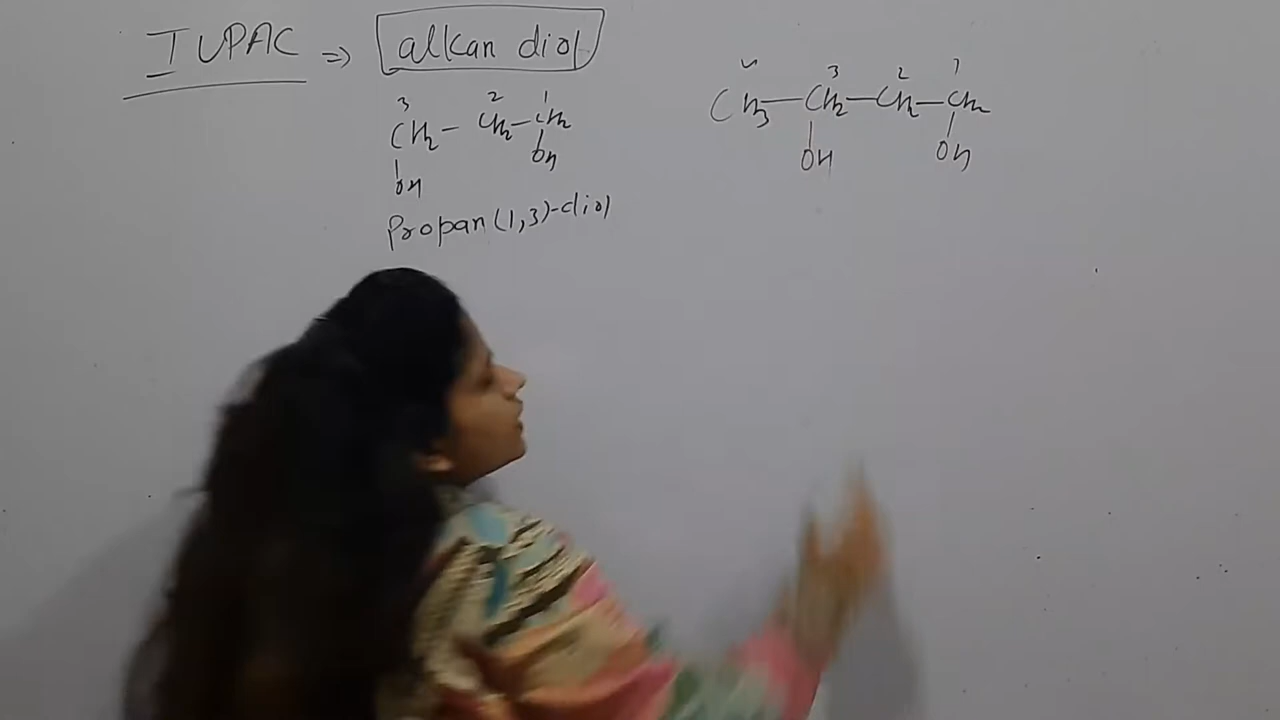 IUPAC => alkan diol
3 2 1
CH2 - CH2 - CH2
OH OH
Propan(1,3)-diol
4 3 2 1
CH3 - CH2 - CH2 - CH2
OH OH